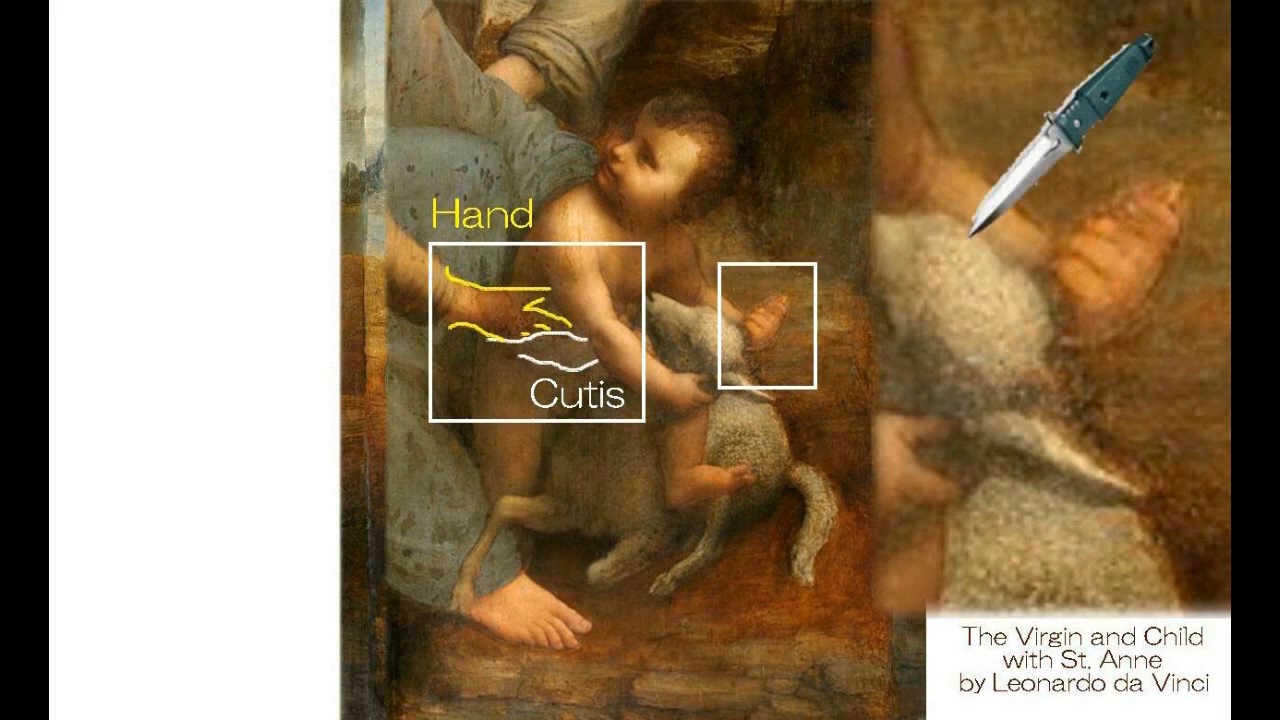 Hand
Cutis
The Virgin and Child
with St. Anne
by Leonardo da Vinci